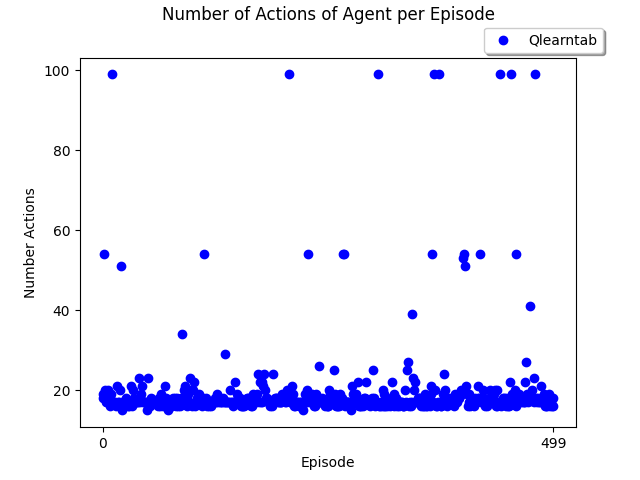 Number of Actions of Agent per Episode
Qlearntab
100
80
60
40
20
Number Actions
0
499
Episode